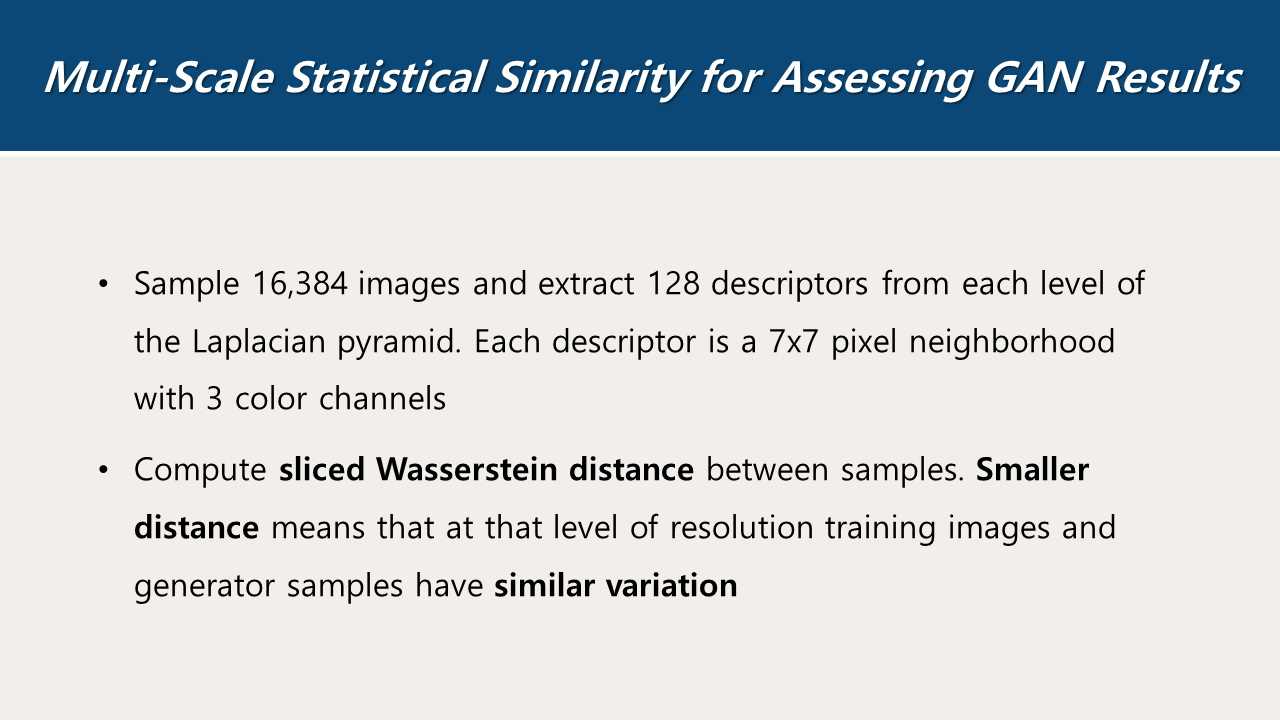 Multi-Scale Statistical Similarity for Assessing GAN Results
• Sample 16,384 images and extract 128 descriptors from each level of
the Laplacian pyramid. Each descriptor is a 7x7 pixel neighborhood
with 3 color channels
• Compute sliced Wasserstein distance between samples. Smaller
distance means that at that level of resolution training images and
generator samples have similar variation